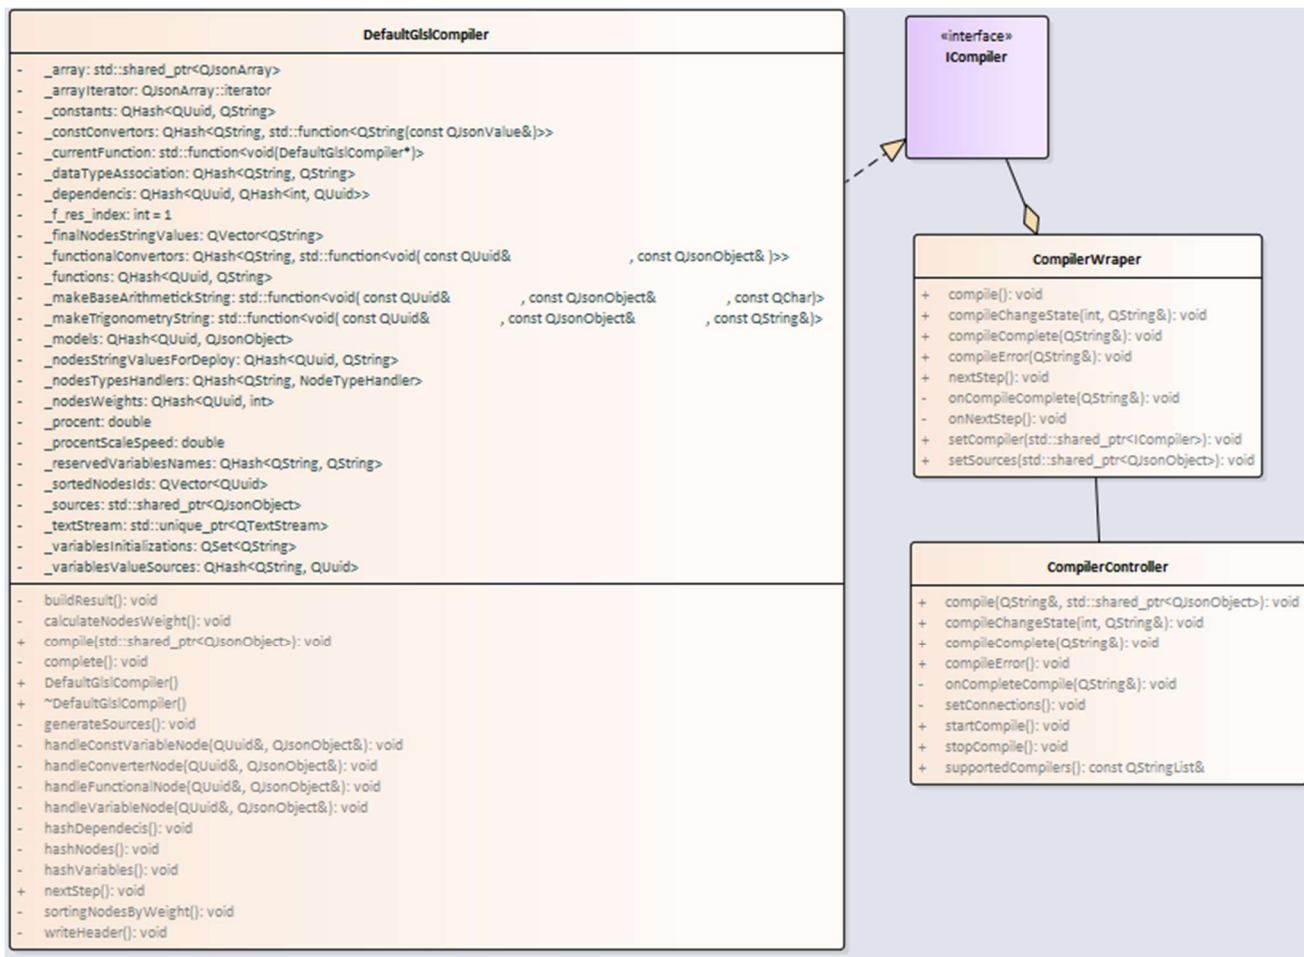 DefaultGlslCompiler
- _array: std::shared_ptr<QJsonArray>
- _arrayIterator: QJsonArray::iterator
- _constants: QHash<QUuid, QString>
- _constConvertors: QHash<QString, std::function<QString(const QJsonValue&)>>
- _currentFunction: std::function<void(DefaultGlslCompiler*)>
- _dataTypeAssociation: QHash<QString, QString>
- _dependencis: QHash<QUuid, QHash<int, QUuid>>
- _f_res_index: int = 1
- _finalNodesStringValues: QVector<QString>
- _functionalConvertors: QHash<QString, std::function<void( const QUuid& , const QJsonObject& )>>
- _functions: QHash<QUuid, QString>
- _makeBaseArithmetickString: std::function<void( const QUuid& , const QJsonObject& , const QChar)>
- _makeTrigonometryString: std::function<void( const QUuid& , const QJsonObject& , const QString&)>
- _models: QHash<QUuid, QJsonObject>
- _nodesStringValuesForDeploy: QHash<QUuid, QString>
- _nodesTypesHandlers: QHash<QString, NodeTypeHandler>
- _nodesWeights: QHash<QUuid, int>
- _procent: double
- _procentScaleSpeed: double
- _reservedVariablesNames: QHash<QString, QString>
- _sortedNodesIds: QVector<QUuid>
- _sources: std::shared_ptr<QJsonObject>
- _textStream: std::unique_ptr<QTextStream>
- _variablesInitializations: QSet<QString>
- _variablesValueSources: QHash<QString, QUuid>
- buildResult(): void
- calculateNodesWeight(): void
+ compile(std::shared_ptr<QJsonObject>): void
- complete(): void
+ DefaultGlslCompiler()
+ ~DefaultGlslCompiler()
- generateSources(): void
- handleConstVariableNode(QUuid&, QJsonObject&): void
- handleConverterNode(QUuid&, QJsonObject&): void
- handleFunctionalNode(QUuid&, QJsonObject&): void
- handleVariableNode(QUuid&, QJsonObject&): void
- hashDependecis(): void
- hashNodes(): void
- hashVariables(): void
+ nextStep(): void
- sortingNodesByWeight(): void
- writeHeader(): void
«interface»
ICompiler
CompilerWraper
+ compile(): void
+ compileChangeState(int, QString&): void
+ compileComplete(QString&): void
+ compileError(QString&): void
+ nextStep(): void
- onCompileComplete(QString&): void
- onNextStep(): void
+ setCompiler(std::shared_ptr<ICompiler>): void
+ setSources(std::shared_ptr<QJsonObject>): void
CompilerController
+ compile(QString&, std::shared_ptr<QJsonObject>): void
+ compileChangeState(int, QString&): void
+ compileComplete(QString&): void
+ compileError(): void
- onCompleteCompile(QString&): void
- setConnections(): void
+ startCompile(): void
+ stopCompile(): void
+ supportedCompilers(): const QStringList&